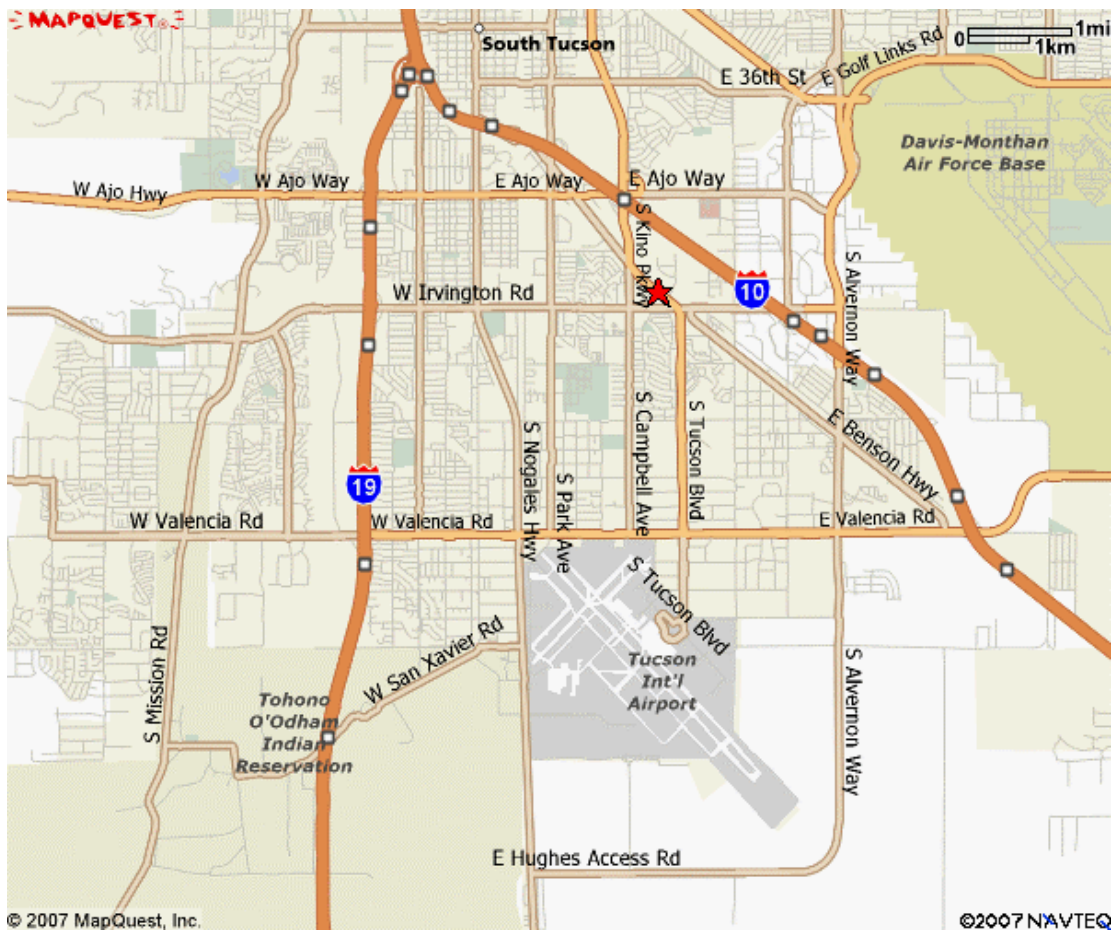 MAPQUEST
0 1mi
1km
South Tucson
E 36th St
E Golf Links Rd
Davis-Monthan
Air Force Base
W Ajo Hwy
W Ajo Way
E Ajo Way
E Ajo Way
S Kino Pkwy
S Alvernon Way
W Irvington Rd
10
S Nogales Hwy
S Park Ave
S Campbell Ave
S Tucson Blvd
E Benson Hwy
19
W Valencia Rd
W Valencia Rd
E Valencia Rd
S Tucson Blvd
S Mission Rd
W San Xavier Rd
Tucson
Int'l
Airport
S Alvernon Way
Tohono
O'Odham
Indian
Reservation
E Hughes Access Rd
© 2007 MapQuest, Inc.
©2007 NAVTEQ